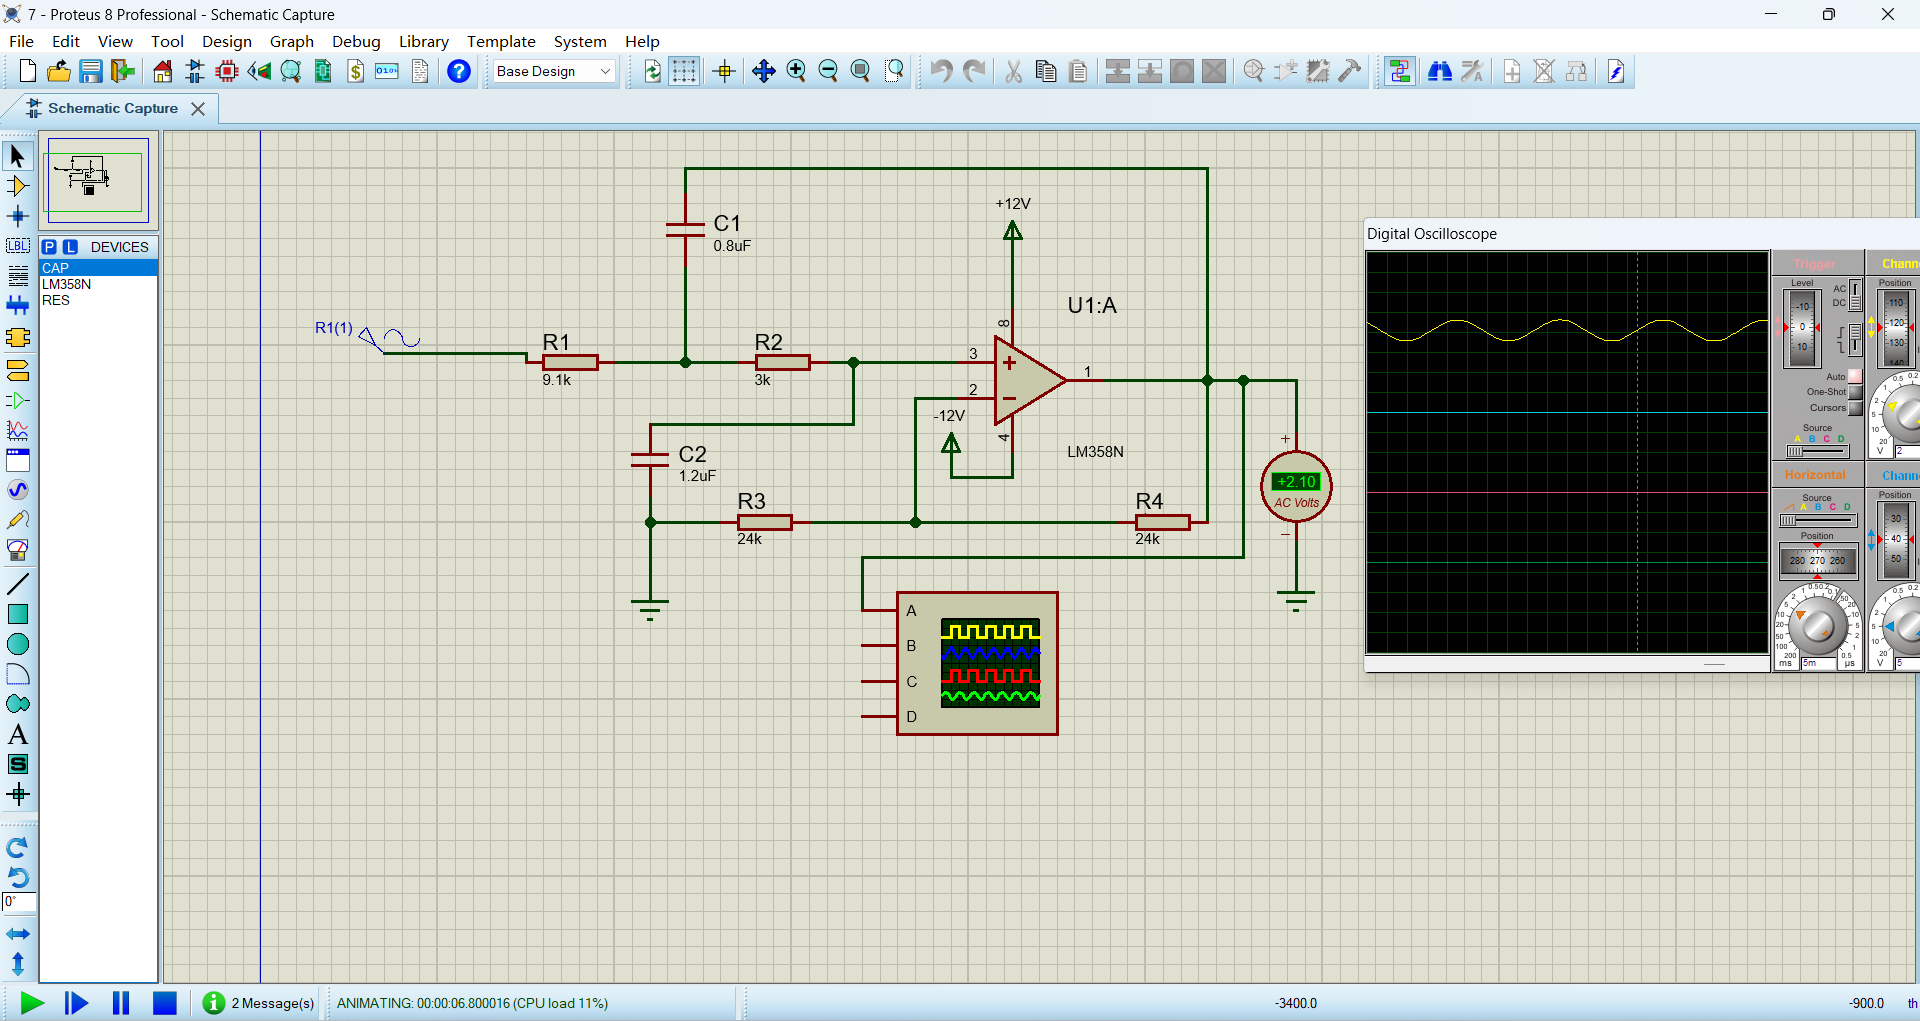 7 - Proteus 8 Professional - Schematic Capture
File Edit View Tool Design Graph Debug Library Template System Help
Base Design
Schematic Capture
P L DEVICES
CAP
LM358N
RES
LBL
A
S
0°
R1(1)
C1
0.8uF
+12V
U1:A
R1
9.1k
R2
3k
8
3
2
1
4
-12V
LM358N
C2
1.2uF
R3
24k
R4
24k
+2.10
AC Volts
A
B
C
D
Digital Oscilloscope
Trigger
Level
-10
0
10
AC
DC
Auto
One-Shot
Cursors
Source
A B C D
Horizontal
Source
A B C D
Position
280 270 260
ms 5m µs
Chann
Position
-110
-120
-130
-140
V 2
Chann
Position
30
40
50
V 5
2 Message(s)
ANIMATING: 00:00:06.800016 (CPU load 11%)
-3400.0
-900.0
th